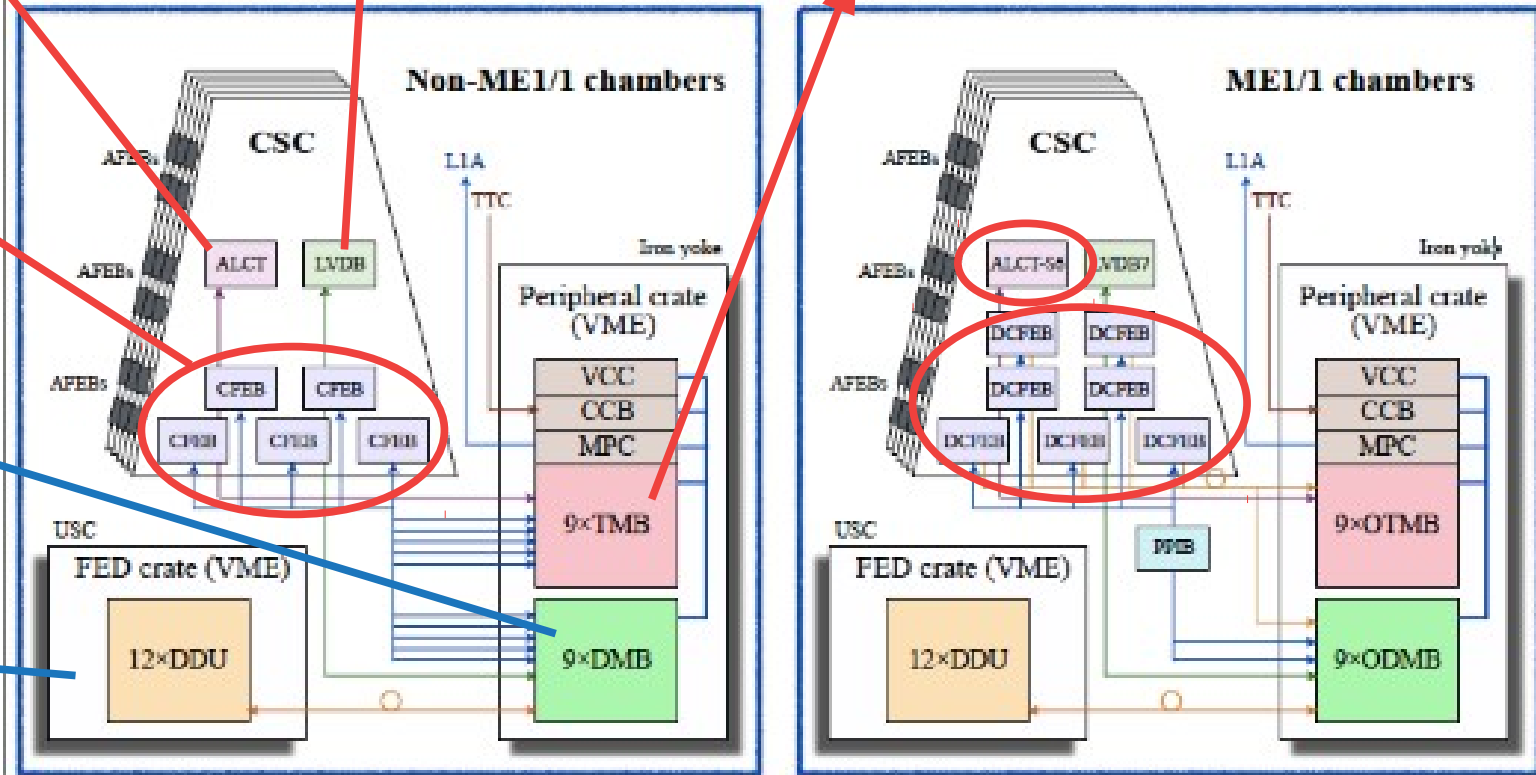 Non-ME1/1 chambers
CSC
AFEBs
L1A
TTC
Iron yoke
ALCT
LVDB
AFEBs
Peripheral crate
(VME)
CFEB
CFEB
AFEBs
VCC
CCB
CFEB
CFEB
CFEB
MPC
9×TMB
USC
FED crate (VME)
12×DDU
9×DMB
ME1/1 chambers
CSC
AFEBs
L1A
TTC
Iron yoke
LVDB7
AFEBs
Peripheral crate
(VME)
DCFEB
DCFEB
DCFEB
DCFEB
AFEBs
VCC
CCB
DCFEB
DCFEB
DCFEB
MPC
9×OTMB
USC
PPIB
FED crate (VME)
12×DDU
9×ODMB